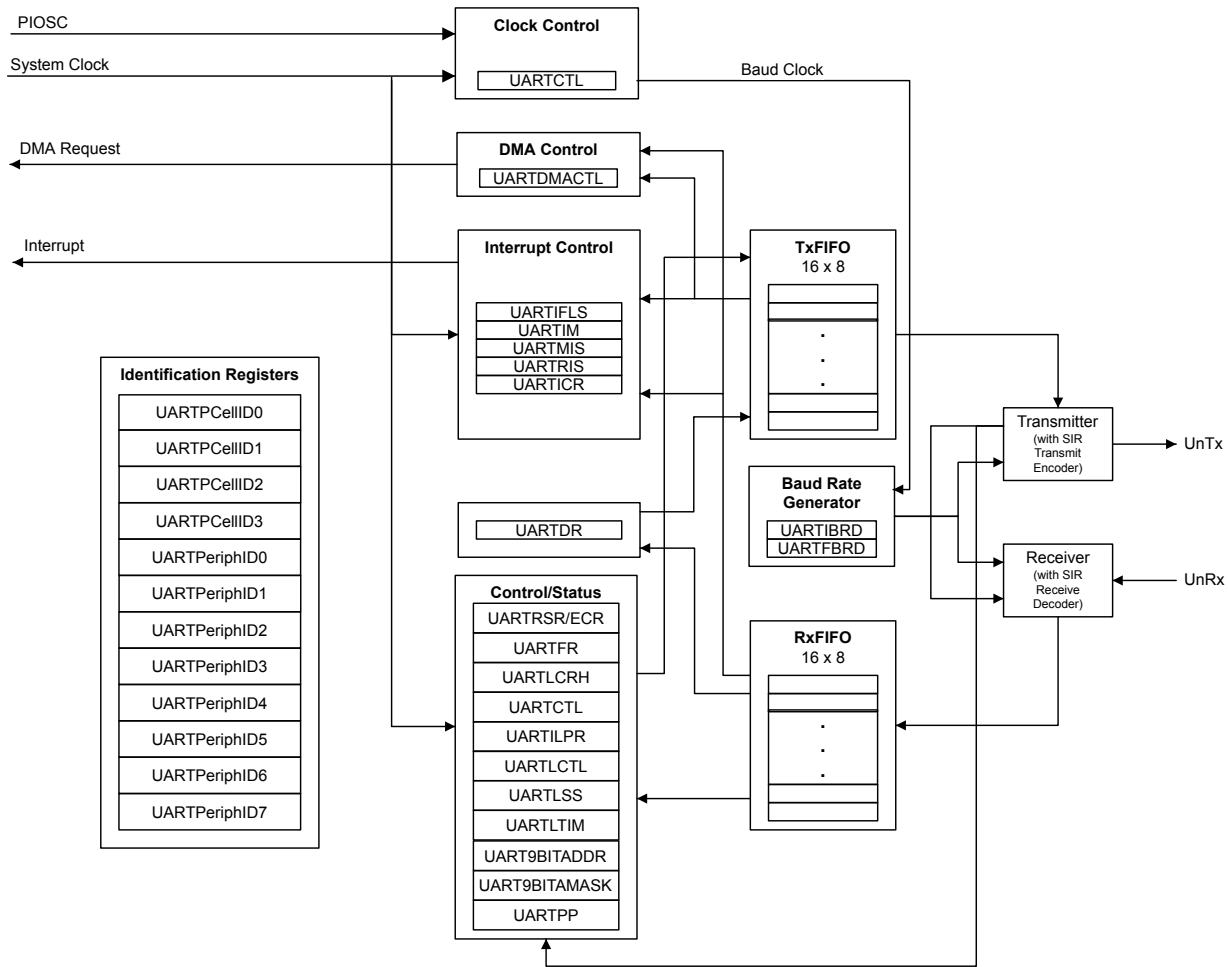 PIOSC
System Clock
Clock Control
UARTCTL
Baud Clock
DMA Request
DMA Control
UARTDMACTL
Interrupt
Interrupt Control
UARTIFLS
UARTIM
UARTMIS
UARTRIS
UARTICR
TxFIFO
16 x 8
.
.
.
Identification Registers
UARTPCellID0
UARTPCellID1
UARTPCellID2
UARTPCellID3
UARTPeriphID0
UARTPeriphID1
UARTPeriphID2
UARTPeriphID3
UARTPeriphID4
UARTPeriphID5
UARTPeriphID6
UARTPeriphID7
UARTDR
Baud Rate
Generator
UARTIBRD
UARTFBRD
Transmitter
(with SIR
Transmit
Encoder)
UnTx
Receiver
(with SIR
Receive
Decoder)
UnRx
Control/Status
UARTRSR/ECR
UARTFR
UARTLCRH
UARTCTL
UARTILPR
UARTLCTL
UARTLSS
UARTLTIM
UART9BITADDR
UART9BITAMASK
UARTPP
RxFIFO
16 x 8
.
.
.